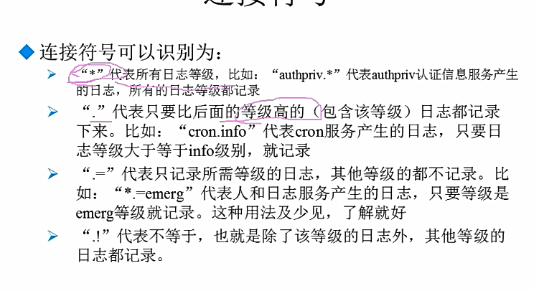 连接符号
连接符号可以识别为：
“*”代表所有日志等级，比如：“authpriv.*”代表authpriv认证信息服务产生
的日志，所有的日志等级都记录
“.”代表只要比后面的等级高的（包含该等级）日志都记录
下来。比如：“cron.info”代表cron服务产生的日志，只要日
志等级大于等于info级别，就记录
“.=”代表只记录所需等级的日志，其他等级的都不记录。比
如：“*.=emerg”代表人和日志服务产生的日志，只要等级是
emerg等级就记录。这种用法及少见，了解就好
“.!”代表不等于，也就是除了该等级的日志外，其他等级的
日志都记录。